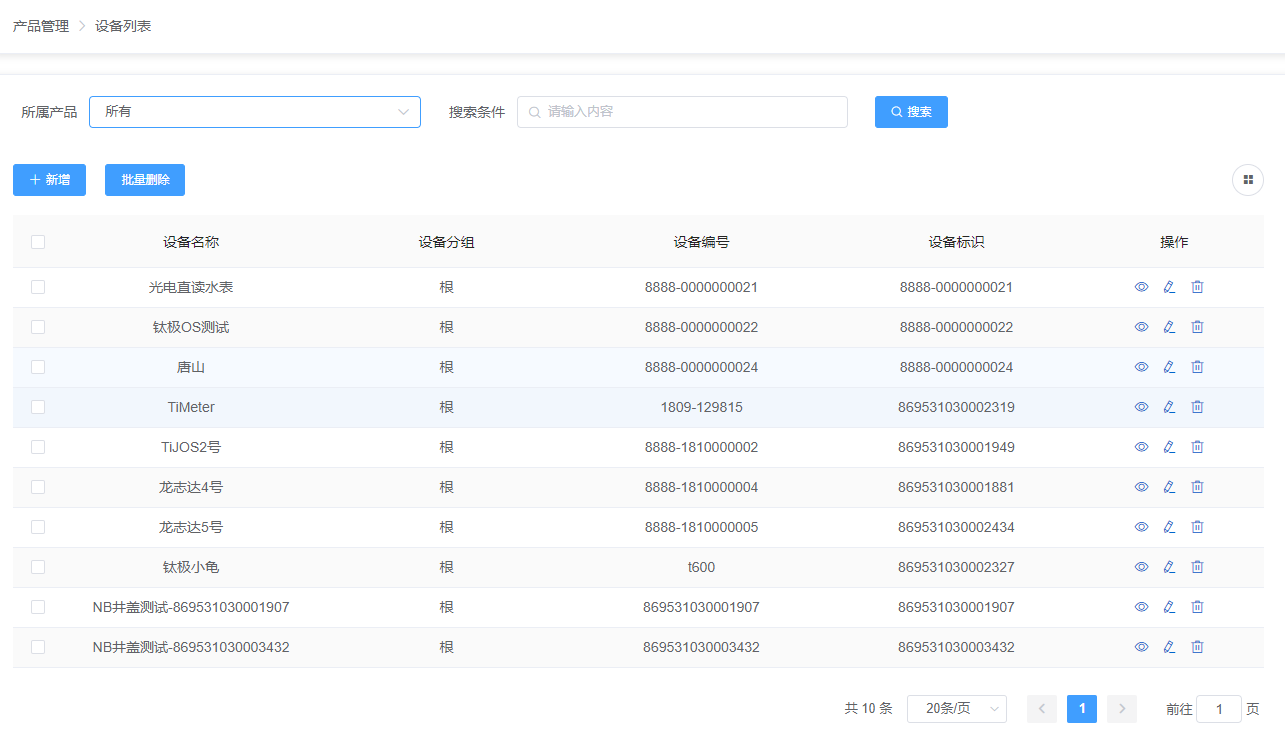 产品管理 > 设备列表
所属产品 所有 搜索条件 请输入内容 搜索
+ 新增 批量删除
设备名称 设备分组 设备编号 设备标识 操作
光电直读水表 根 8888-0000000021 8888-0000000021
钛极OS测试 根 8888-0000000022 8888-0000000022
唐山 根 8888-0000000024 8888-0000000024
TiMeter 根 1809-129815 869531030002319
TiJOS2号 根 8888-1810000002 869531030001949
龙志达4号 根 8888-1810000004 869531030001881
龙志达5号 根 8888-1810000005 869531030002434
钛极小龟 根 t600 869531030002327
NB井盖测试-869531030001907 根 869531030001907 869531030001907
NB井盖测试-869531030003432 根 869531030003432 869531030003432
共 10 条 20条/页 < 1 > 前往 1 页